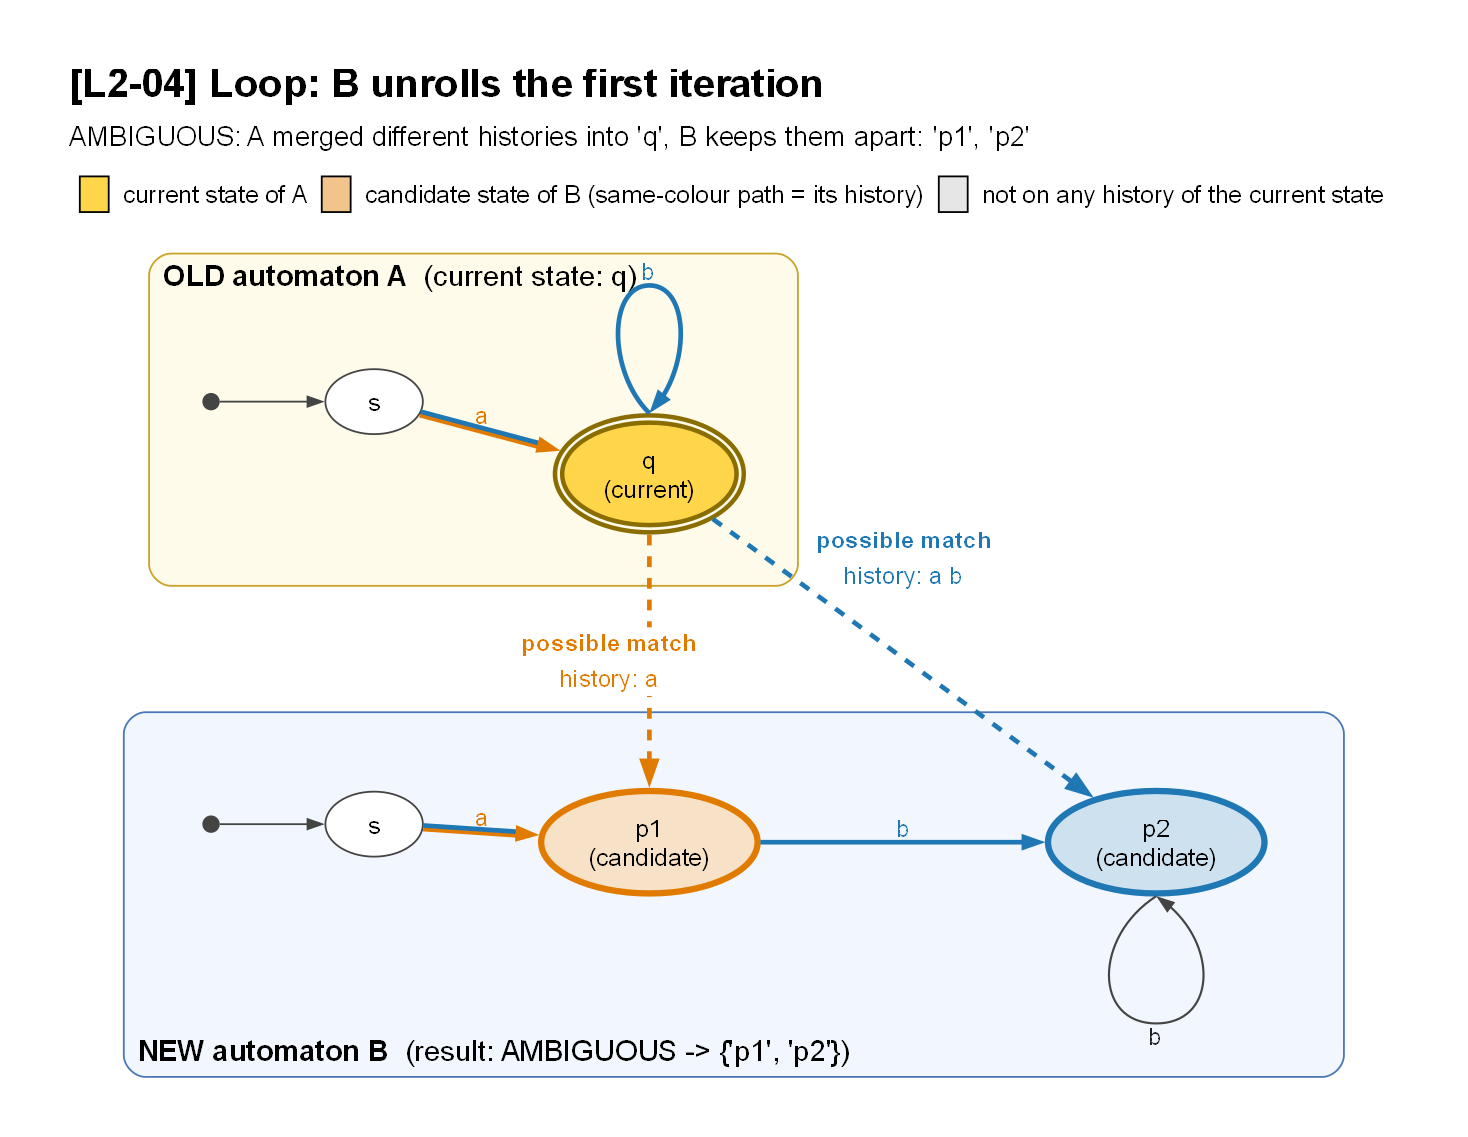 [L2-04] Loop: B unrolls the first iteration
AMBIGUOUS: A merged different histories into 'q', B keeps them apart: 'p1', 'p2'
current state of A
candidate state of B (same-colour path = its history)
not on any history of the current state
OLD automaton A (current state: q)
b
s
a
q
(current)
possible match
history: a b
possible match
history: a
s
a
p1
(candidate)
b
p2
(candidate)
b
NEW automaton B (result: AMBIGUOUS -> {'p1', 'p2'})